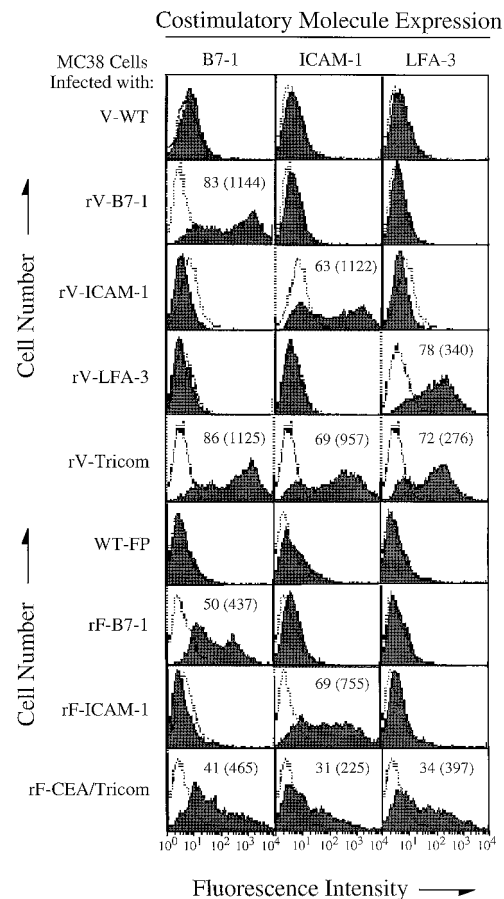 Costimulatory Molecule Expression
MC38 Cells
Infected with:
B7-1 ICAM-1 LFA-3
V-WT
rV-B7-1 83 (1144)
rV-ICAM-1 63 (1122)
rV-LFA-3 78 (340)
rV-Tricom 86 (1125) 69 (957) 72 (276)
WT-FP
rF-B7-1 50 (437)
rF-ICAM-1 69 (755)
rF-CEA/Tricom 41 (465) 31 (225) 34 (397)
Cell Number
Cell Number
10⁰ 10¹ 10² 10³ 10⁴ 10¹ 10² 10³ 10⁴ 10¹ 10² 10³ 10⁴
Fluorescence Intensity